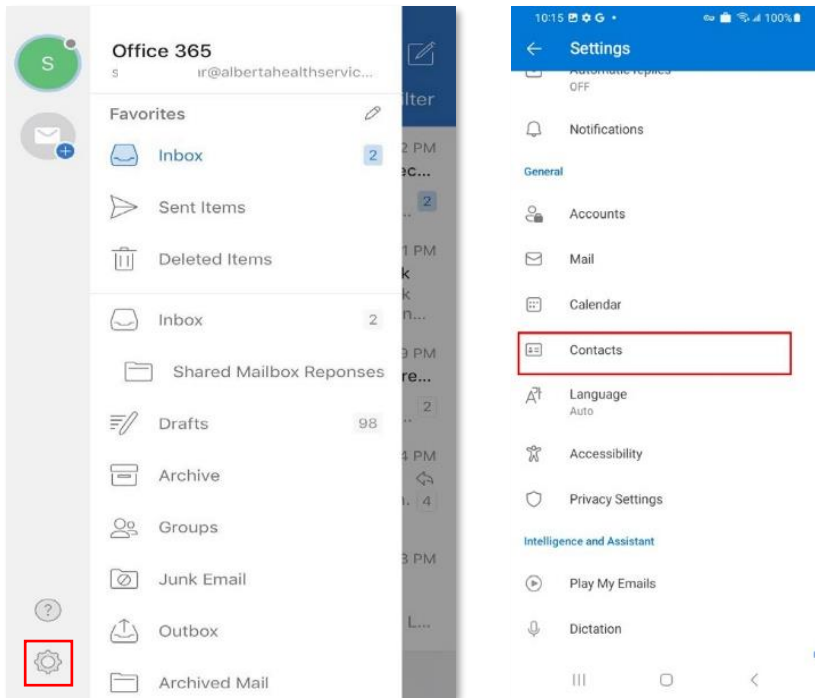 S
Office 365
s ır@albertahealthservic...
Favorites
Inbox 2
Sent Items
Deleted Items
Inbox 2
Shared Mailbox Reponses
Drafts 98
Archive
Groups
Junk Email
Outbox
Archived Mail
?
lter
2 PM
ec...
2
1 PM
k
k
n...
9 PM
re...
2
4 PM
. 4
3 PM
L...
10:15 G • 100%
Settings
Automatic replies
OFF
Notifications
General
Accounts
Mail
Calendar
Contacts
Language
Auto
Accessibility
Privacy Settings
Intelligence and Assistant
Play My Emails
Dictation